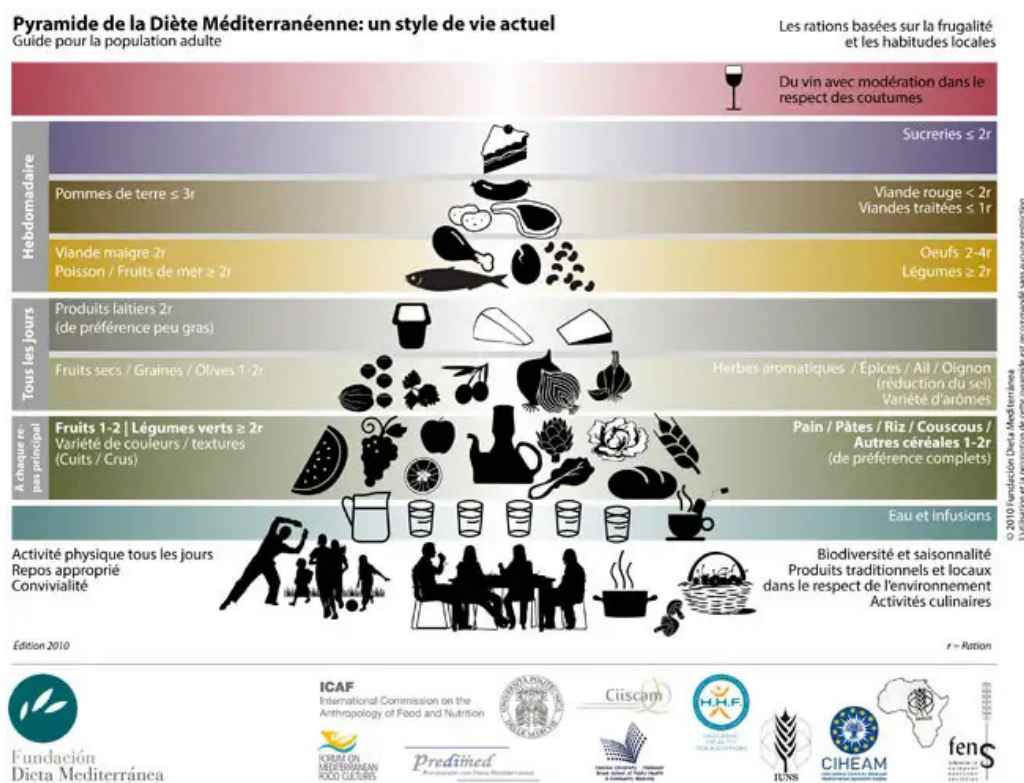 Pyramide de la Diète Méditerranéenne: un style de vie actuel
Guide pour la population adulte
Les rations basées sur la frugalité
et les habitudes locales
Du vin avec modération dans le
respect des coutumes
Hebdomadaire
Sucreries ≤ 2r
Pommes de terre ≤ 3r
Viande rouge < 2r
Viandes traitées ≤ 1r
Viande maigre 2r
Poisson / Fruits de mer ≥ 2r
Oeufs 2-4r
Légumes ≥ 2r
Tous les jours
Produits laitiers 2r
(de préférence peu gras)
Fruits secs / Graines / Olives 1-2r
Herbes aromatiques / Épices / Ail / Oignon
(réduction du sel)
Variété d'arômes
À chaque re-
pas principal
Fruits 1-2 | Légumes verts ≥ 2r
Variété de couleurs / textures
(Cuits / Crus)
Pain / Pâtes / Riz / Couscous /
Autres céréales 1-2r
(de préférence complets)
Eau et infusions
Activité physique tous les jours
Repos approprié
Convivialité
Biodiversité et saisonnalité
Produits traditionnels et locaux
dans le respect de l'environnement
Activités culinaires
© 2010 Fundación Dieta Mediterránea
Édition 2010
r = Ration
Fundación
Dieta Mediterránea
ICAF
International Commission on the
Anthropology of Food and Nutrition
FORUM ON
MEDITERRANEAN
FOOD CULTURES
Predimed
Ciiscam
H.H.F.
HELLENIC
HEALTH
FOUNDATION
IUNS
CIHEAM
fens